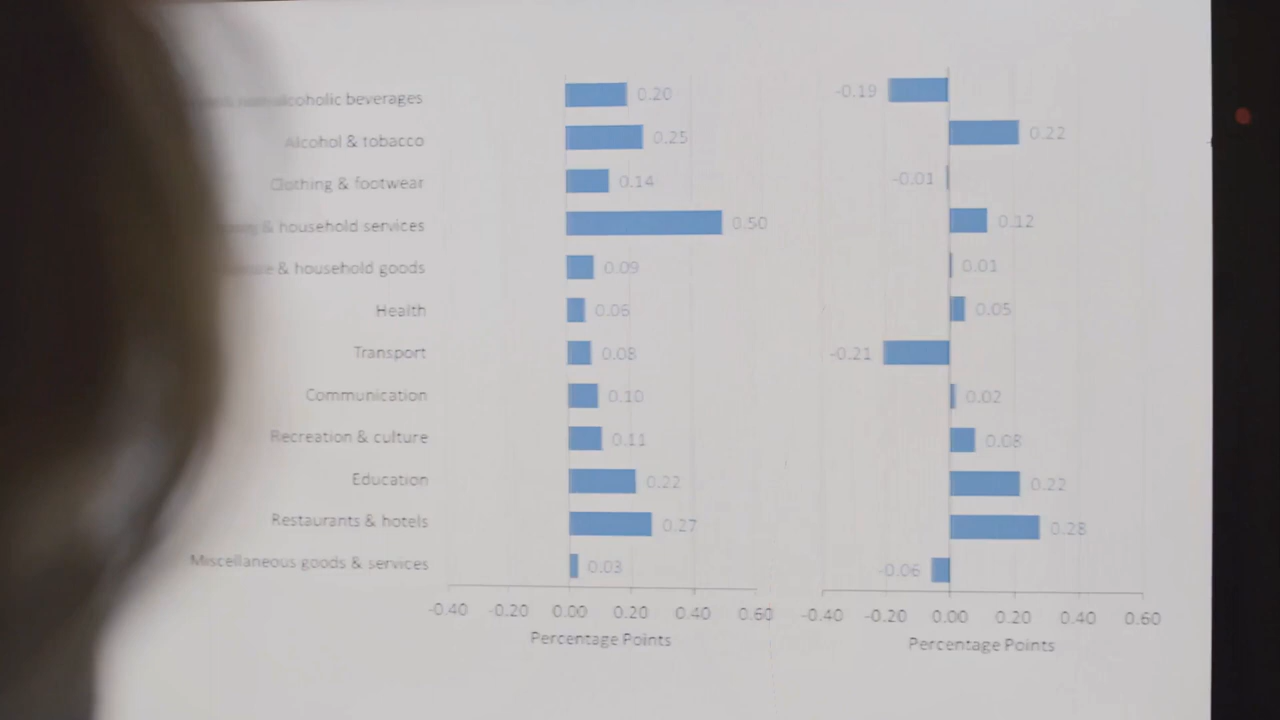 alcoholic beverages 0.20 -0.19
Alcohol & tobacco 0.25 0.22
Clothing & footwear 0.14 -0.01
& household services 0.50 0.12
& household goods 0.09 0.01
Health 0.06 0.05
Transport 0.08 -0.21
Communication 0.10 0.02
Recreation & culture 0.11 0.08
Education 0.22 0.22
Restaurants & hotels 0.27 0.28
Miscellaneous goods & services 0.03 -0.06
-0.40 -0.20 0.00 0.20 0.40 0.60 -0.40 -0.20 0.00 0.20 0.40 0.60
Percentage Points Percentage Points